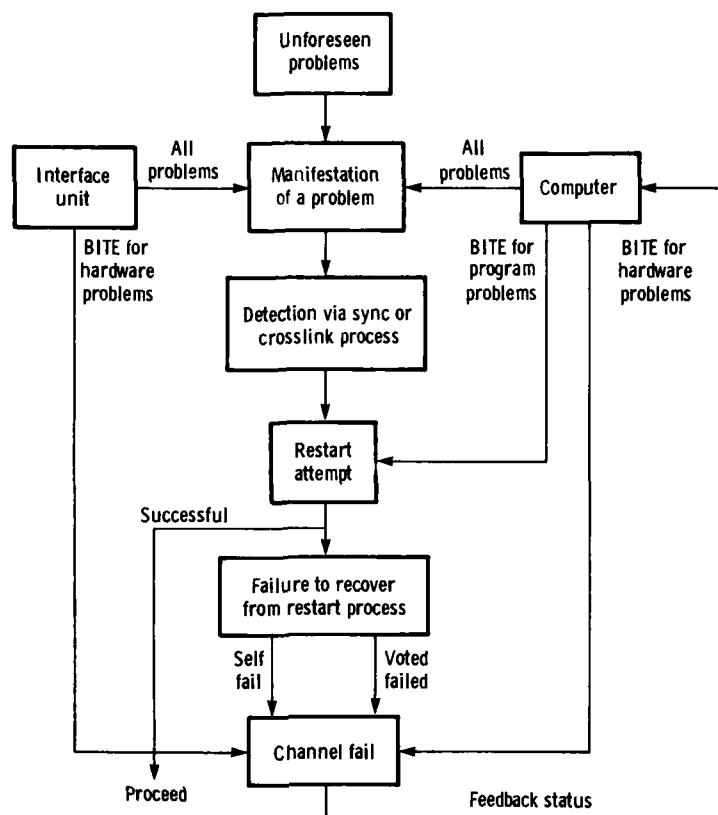 Unforeseen
problems
All
problems
All
problems
Interface
unit
Manifestation
of a problem
Computer
BITE for
hardware
problems
BITE for
program
problems
BITE for
hardware
problems
Detection via sync or
crosslink process
Restart
attempt
Successful
Failure to recover
from restart process
Self
fail
Voted
failed
Channel fail
Proceed
Feedback status